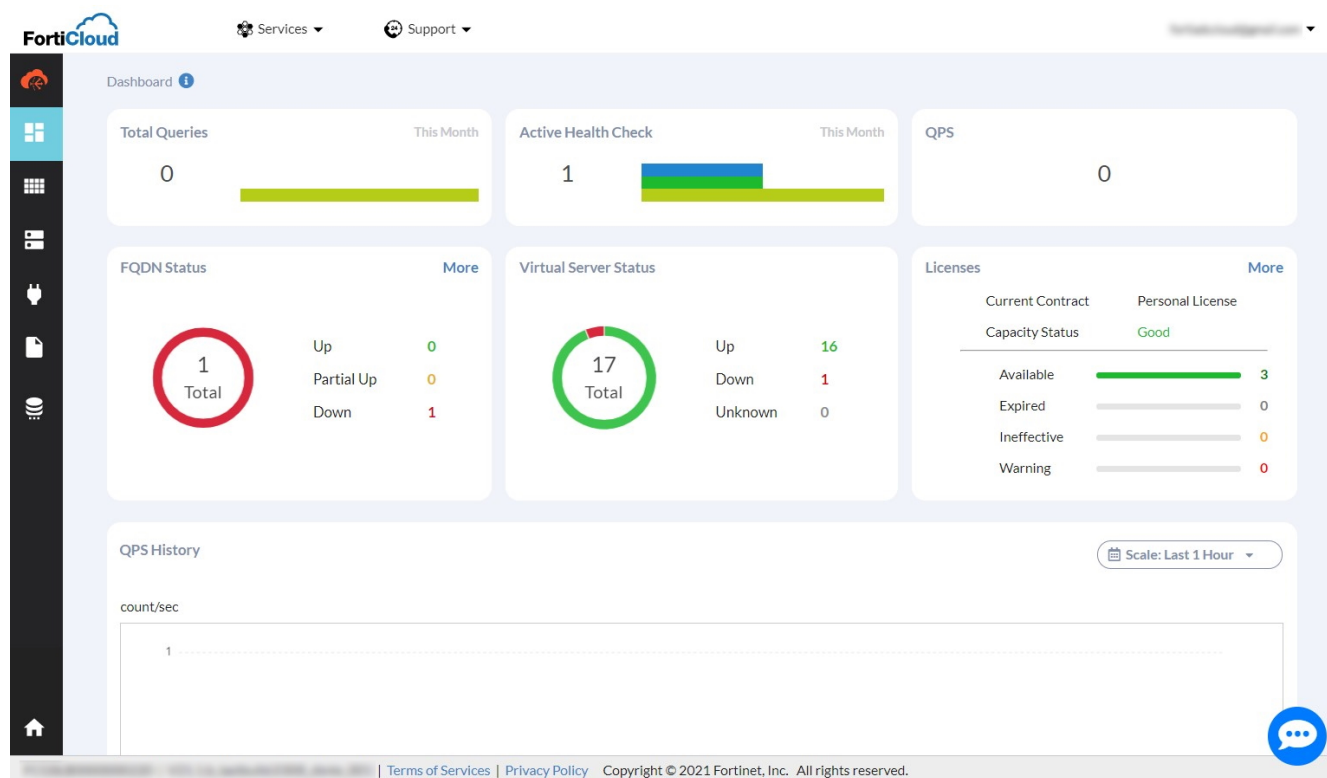 FortiCloud
Services
24
Support
Dashboard
Total Queries This Month
0
Active Health Check This Month
1
QPS
0
FQDN Status More
1
Total
Up 0
Partial Up 0
Down 1
Virtual Server Status
17
Total
Up 16
Down 1
Unknown 0
Licenses More
Current Contract Personal License
Capacity Status Good
Available 3
Expired 0
Ineffective 0
Warning 0
QPS History
Scale: Last 1 Hour
count/sec
1
| Terms of Services | Privacy Policy Copyright © 2021 Fortinet, Inc. All rights reserved.